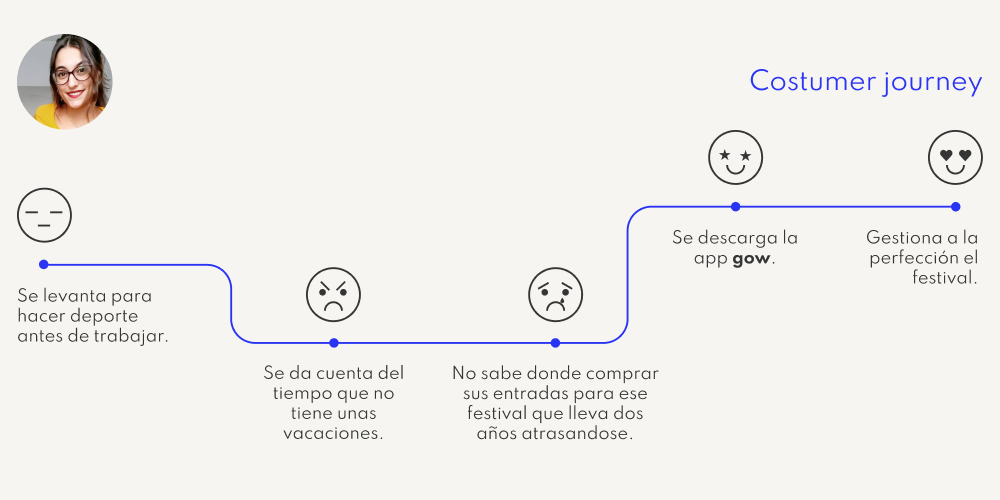 Costumer journey
Se levanta para
hacer deporte
antes de trabajar.
Se da cuenta del
tiempo que no
tiene unas
vacaciones.
No sabe donde comprar
sus entradas para ese
festival que lleva dos
años atrasandose.
Se descarga la
app gow.
Gestiona a la
perfección el
festival.